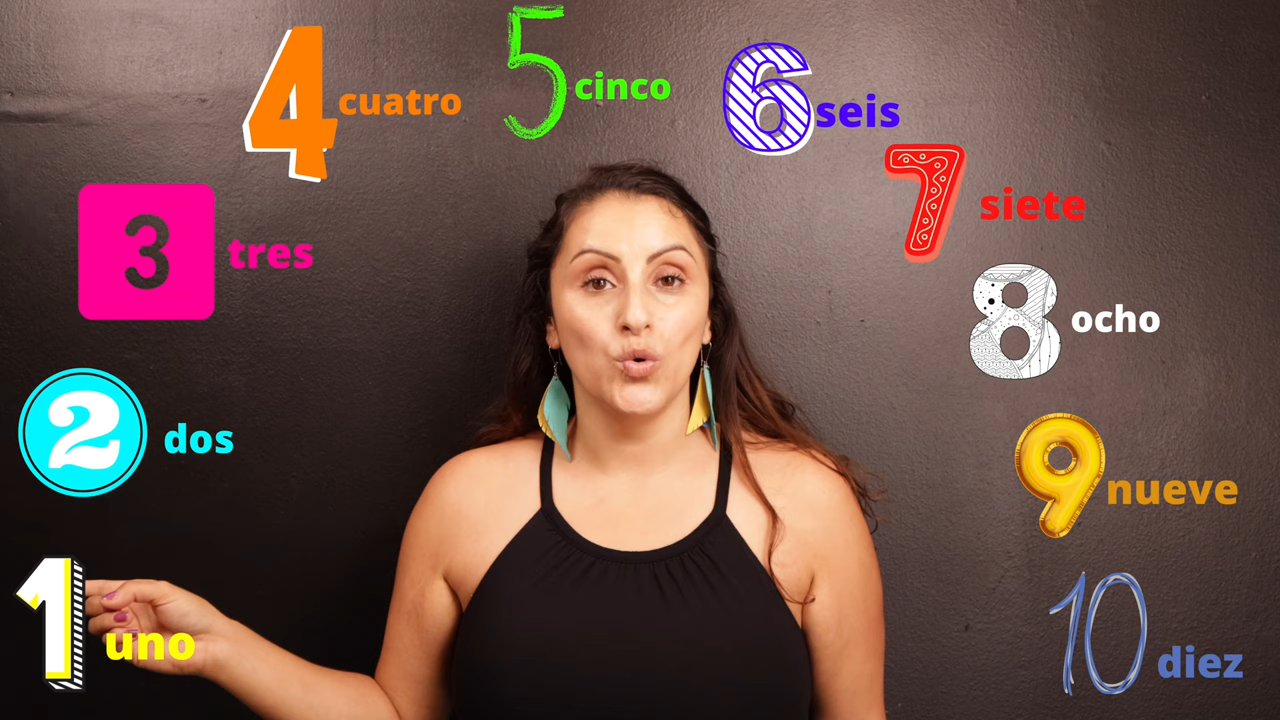 1 uno
2 dos
3 tres
4 cuatro
5 cinco
6 seis
7 siete
8 ocho
9 nueve
10 diez